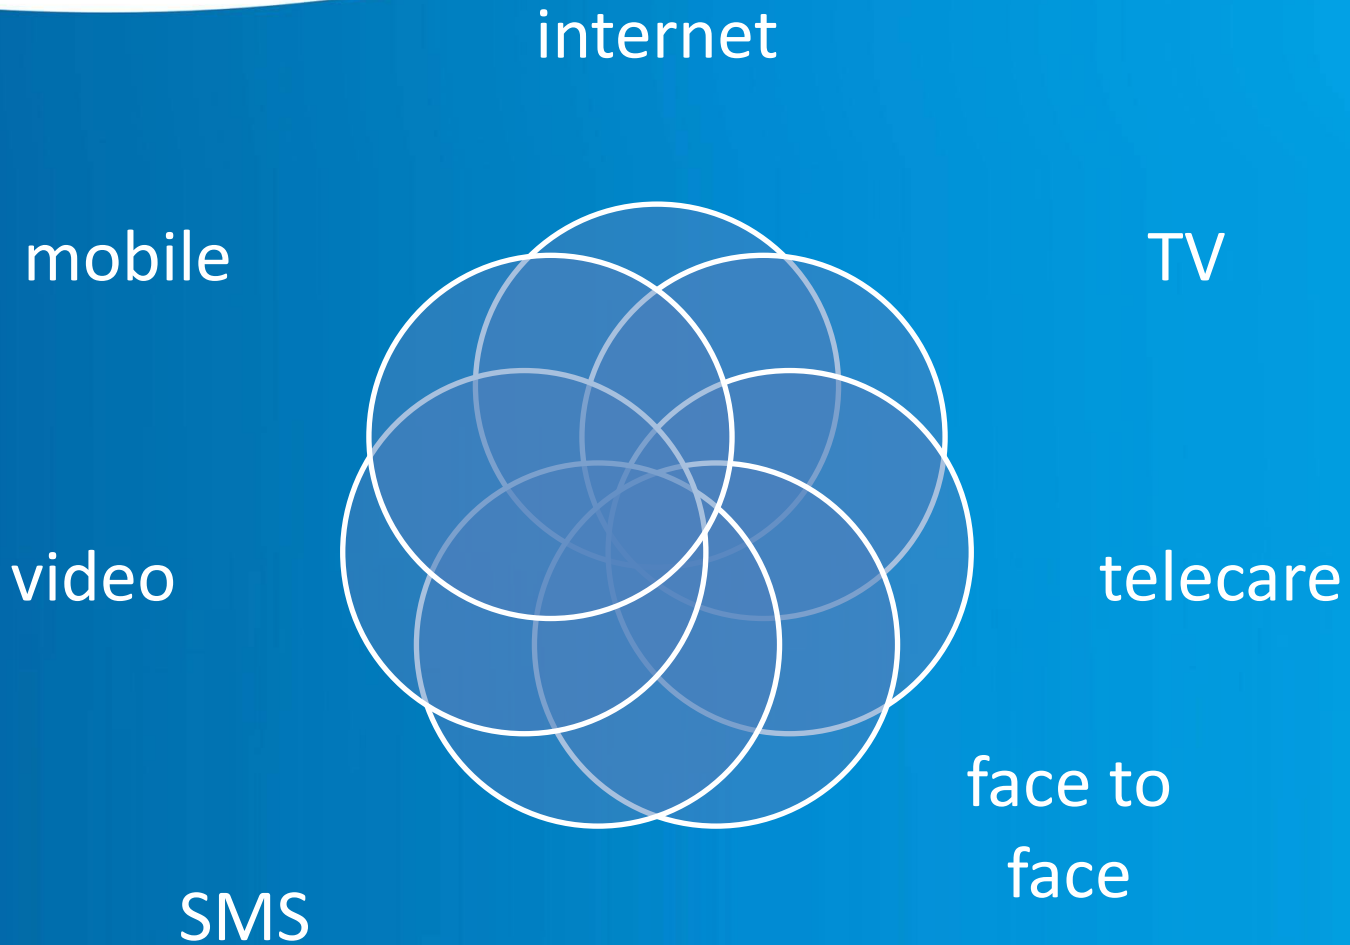 internet
mobile
TV
video
telecare
face to
face
SMS